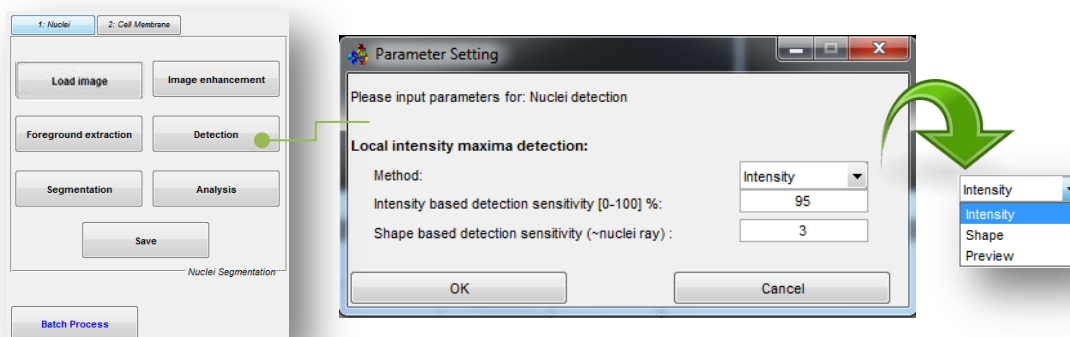 1: Nuclei
2: Cell Membrane
Load image
Image enhancement
Foreground extraction
Detection
Segmentation
Analysis
Save
Nuclei Segmentation
Batch Process
Parameter Setting
Please input parameters for: Nuclei detection
Local intensity maxima detection:
Method:
Intensity
Intensity based detection sensitivity [0-100] %:
95
Shape based detection sensitivity (~nuclei ray) :
3
OK
Cancel
Intensity
Intensity
Shape
Preview